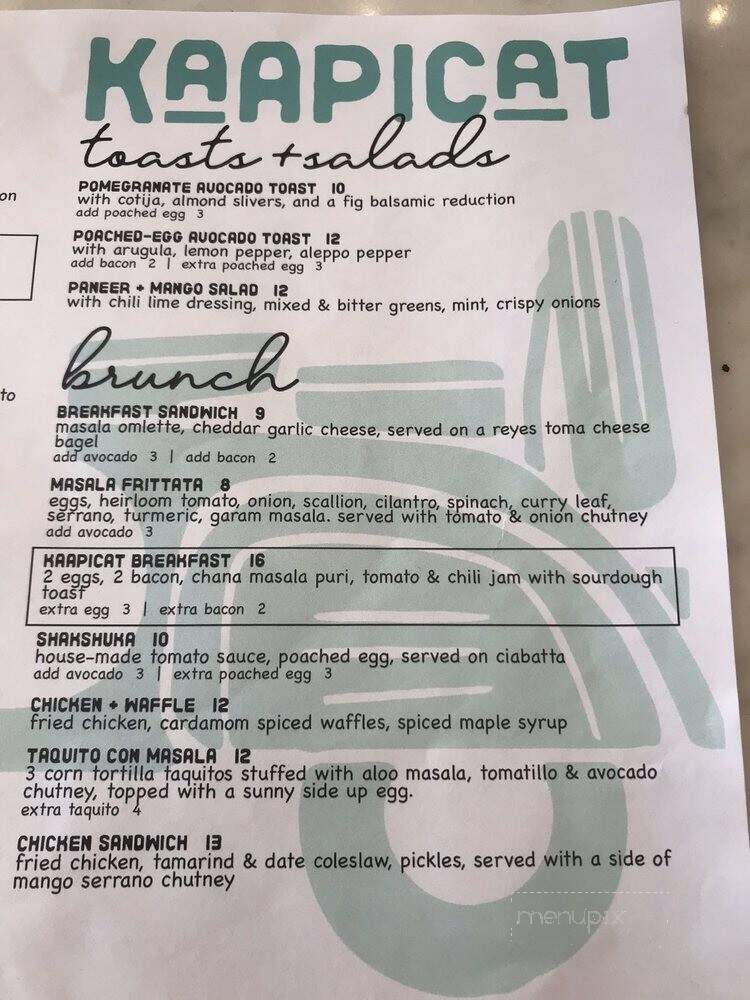 KAAPICAT
toasts + salads
on
POMEGRANATE AVOCADO TOAST 10
with cotija, almond slivers, and a fig balsamic reduction
add poached egg 3
POACHED-EGG AVOCADO TOAST 12
with arugula, lemon pepper, aleppo pepper
add bacon 2 | extra poached egg 3
PANEER + MANGO SALAD 12
with chili lime dressing, mixed & bitter greens, mint, crispy onions
brunch
to
BREAKFAST SANDWICH 9
masala omlette, cheddar garlic cheese, served on a reyes toma cheese
bagel
add avocado 3 | add bacon 2
MASALA FRITTATA 8
eggs, heirloom tomato, onion, scallion, cilantro, spinach, curry leaf,
serrano, turmeric, garam masala. served with tomato & onion chutney
add avocado 3
KAAPICAT BREAKFAST 16
2 eggs, 2 bacon, chana masala puri, tomato & chili jam with sourdough
toast
extra egg 3 | extra bacon 2
SHAKSHUKA 10
house-made tomato sauce, poached egg, served on ciabatta
add avocado 3 | extra poached egg 3
CHICKEN + WAFFLE 12
fried chicken, cardamom spiced waffles, spiced maple syrup
TAQUITO CON MASALA 12
3 corn tortilla taquitos stuffed with aloo masala, tomatillo & avocado
chutney, topped with a sunny side up egg.
extra taquito 4
CHICKEN SANDWICH 13
fried chicken, tamarind & date coleslaw, pickles, served with a side of
mango serrano chutney
menupix